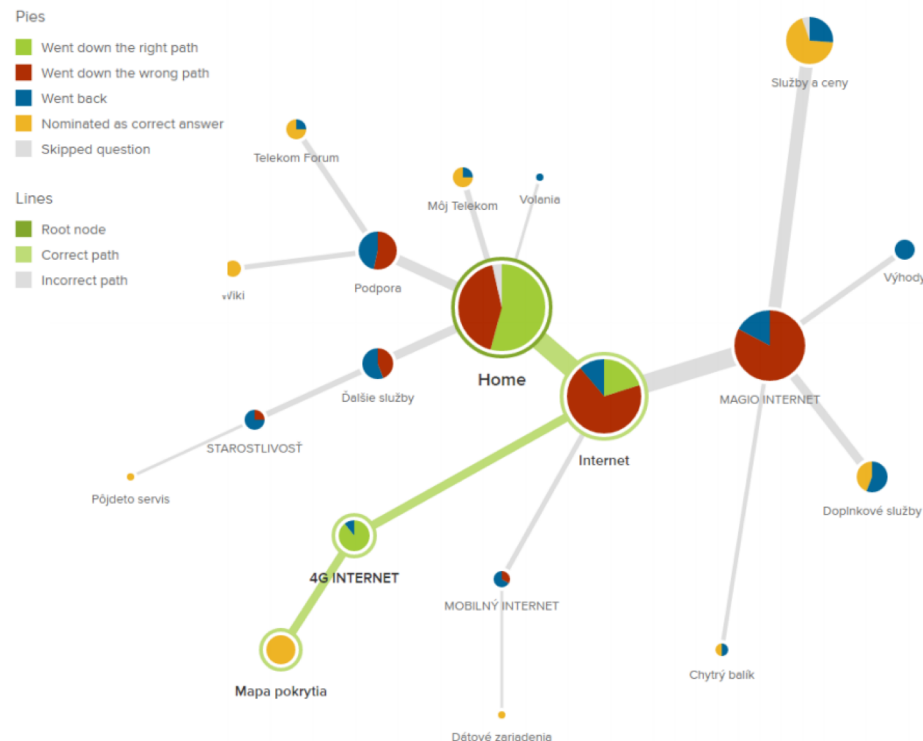 Pies
Went down the right path
Went down the wrong path
Went back
Nominated as correct answer
Skipped question
Lines
Root node
Correct path
Incorrect path
Služby a ceny
Telekom Forum
Môj Telekom
Volania
Výhody
Podpora
Wiki
Home
Ďalšie služby
MAGIO INTERNET
STAROSTLIVOSŤ
Internet
Pôjdeto servis
Doplnkové služby
4G INTERNET
MOBILNÝ INTERNET
Chytrý balík
Mapa pokrytia
Dátové zariadenia